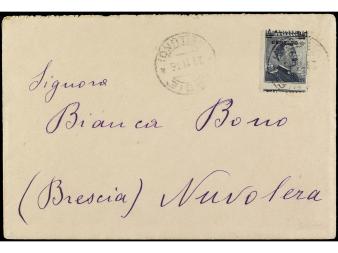 Signora
Bianca Bono
(Brescia) Nuvolera